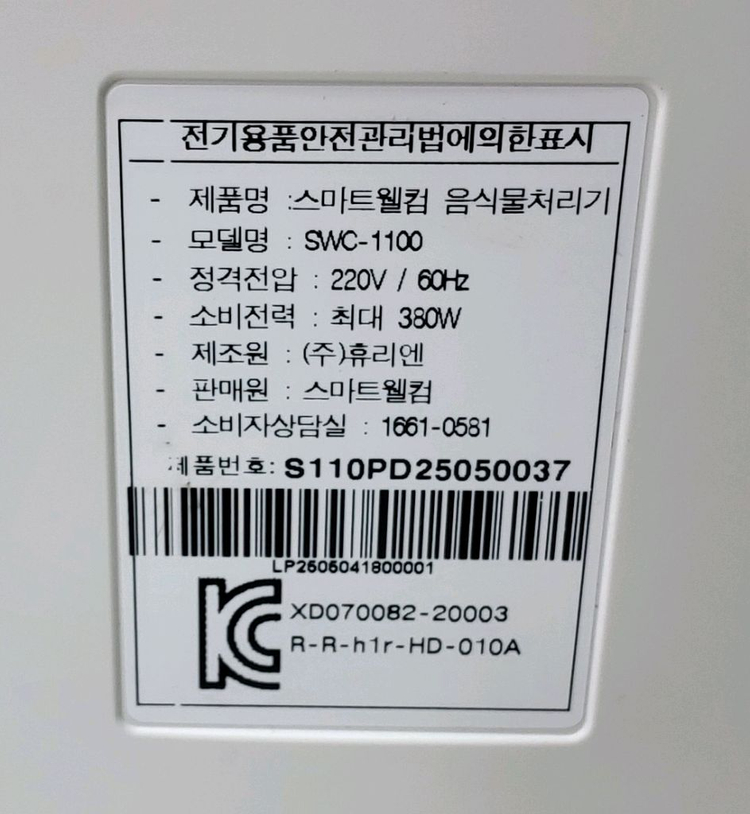 전기용품안전관리법에의한표시
- 제품명 :스마트웰컴 음식물처리기
- 모델명 : SWC-1100
- 정격전압 : 220V / 60Hz
- 소비전력 : 최대 380W
- 제조원 : (주)휴리엔
- 판매원 : 스마트웰컴
- 소비자상담실 : 1661-0581
제품번호: S110PD25050037
LP2505041800001
XD070082-20003
R-R-h1r-HD-010A